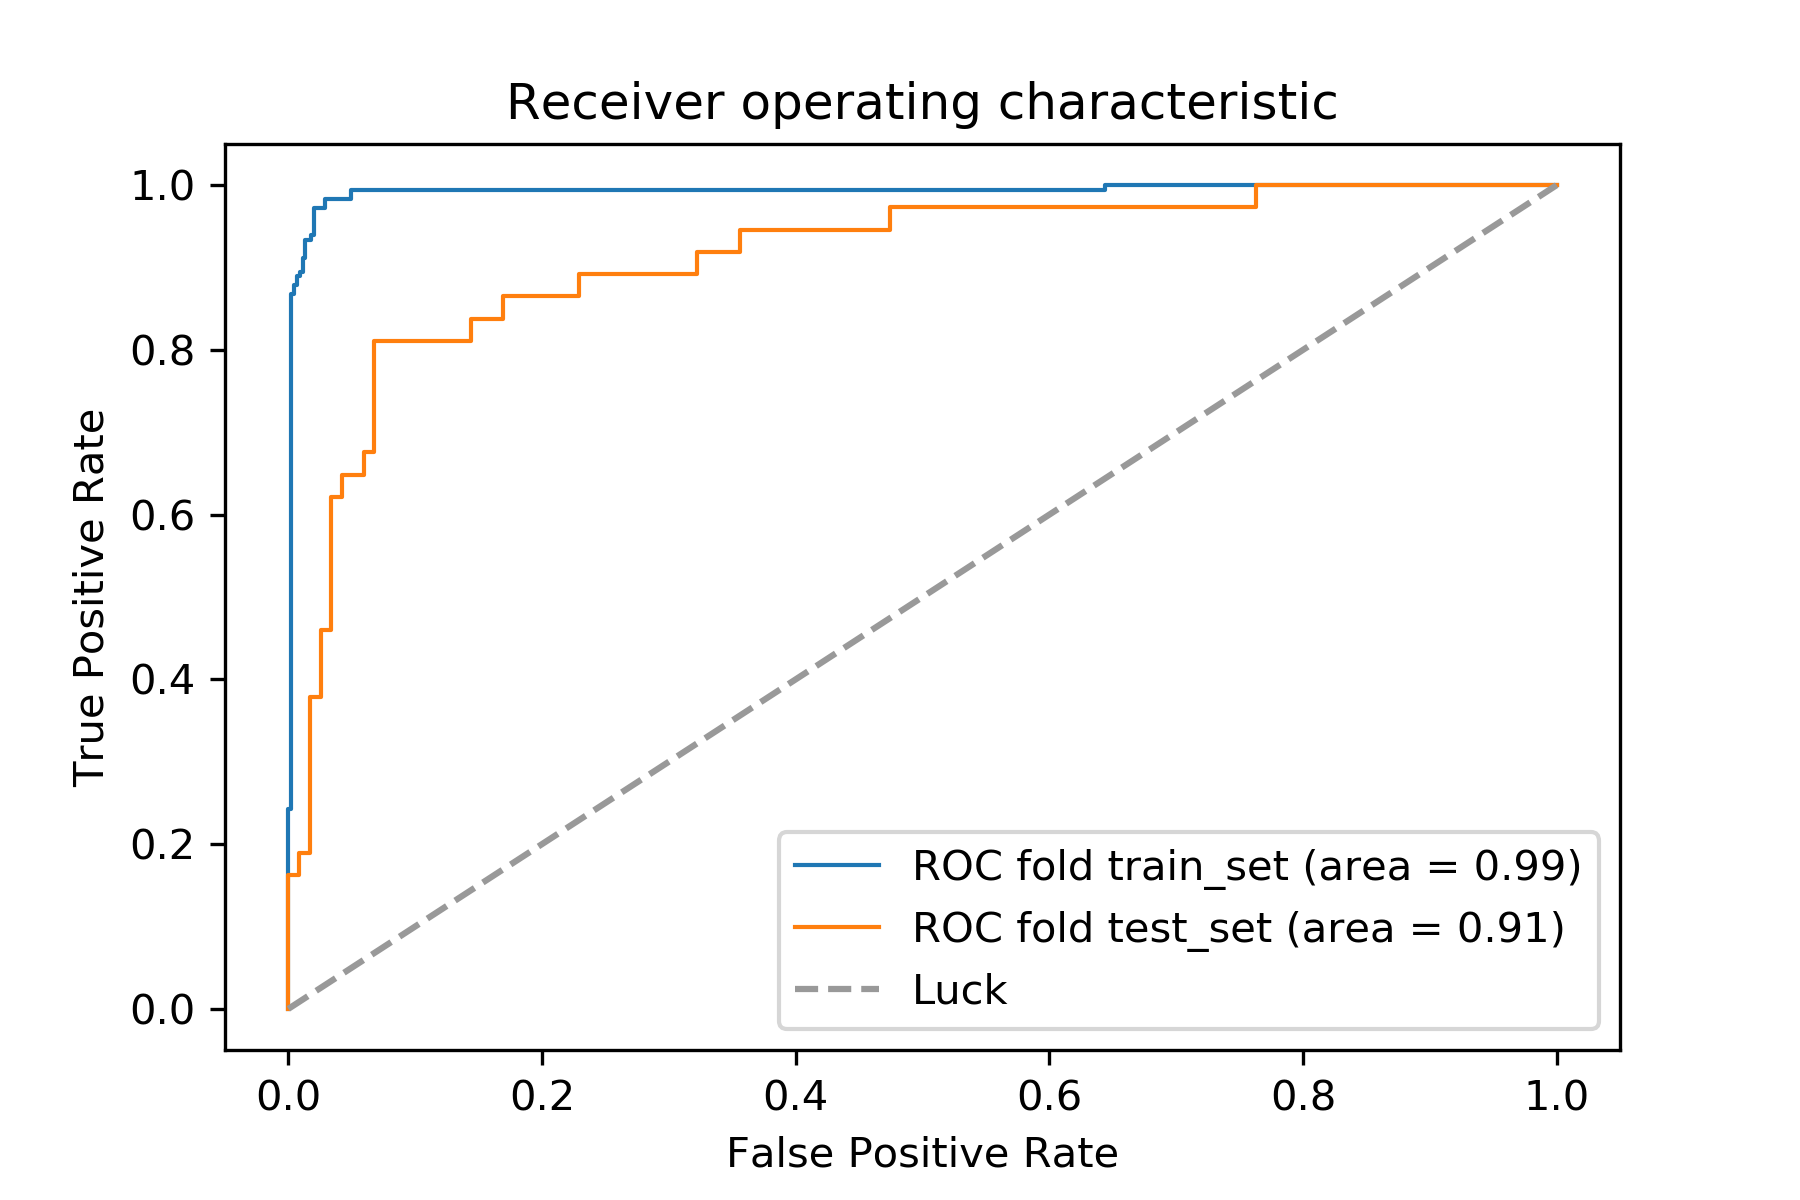 Receiver operating characteristic
1.0
0.8
0.6
0.4
0.2
0.0
True Positive Rate
ROC fold train_set (area = 0.99)
ROC fold test_set (area = 0.91)
Luck
0.0 0.2 0.4 0.6 0.8 1.0
False Positive Rate